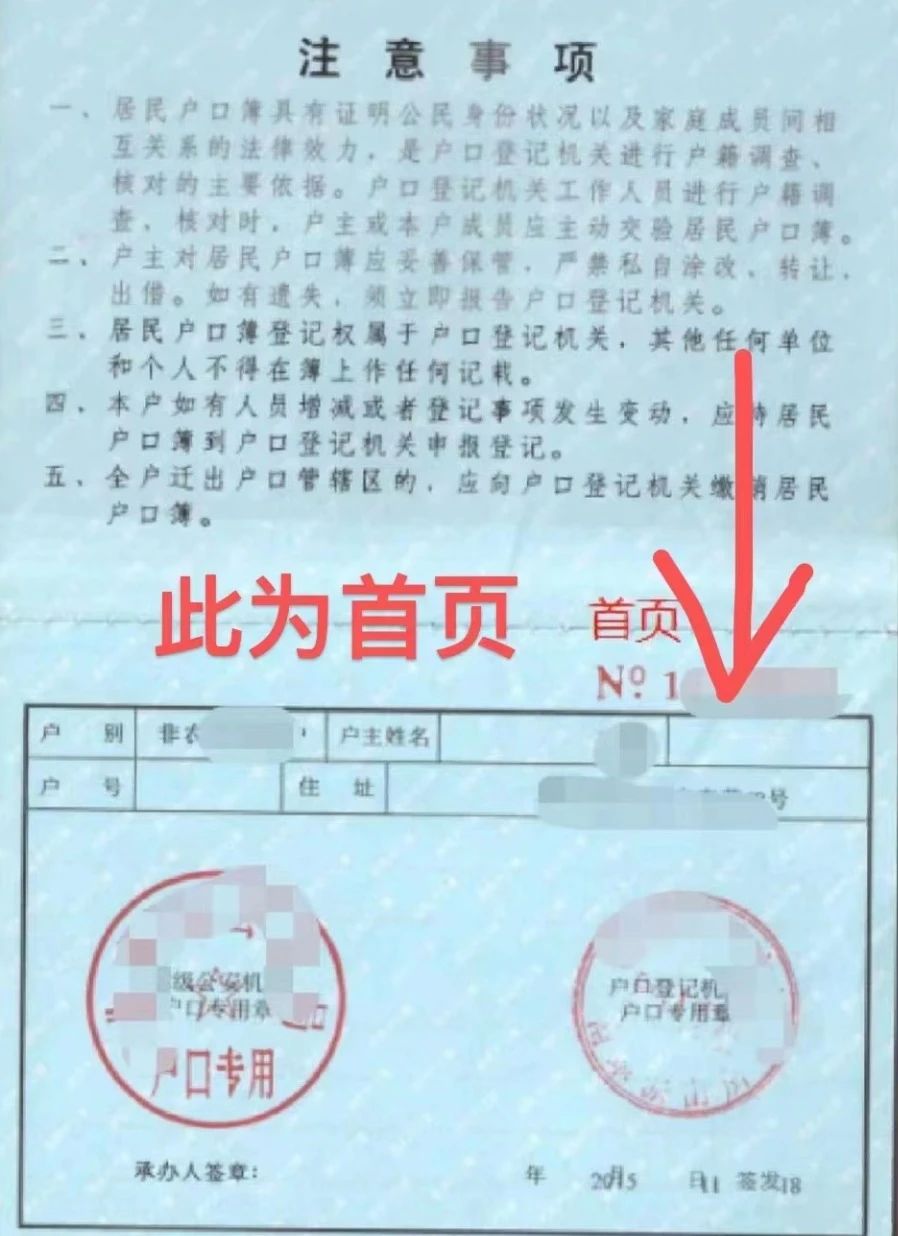 注意事项
一、居民户口簿具有证明公民身份状况以及家庭成员间相
互关系的法律效力，是户口登记机关进行户籍调查、
核对的主要依据。户口登记机关工作人员进行户籍调
查、核对时，户主或本户成员应主动交验居民户口簿。
二、户主对居民户口簿应妥善保管，严禁私自涂改、转让、
出借。如有遗失，须立即报告户口登记机关。
三、居民户口簿登记权属于户口登记机关，其他任何单位
和个人不得在簿上作任何记载。
四、本户如有人员增减或者登记事项发生变动，应持居民
户口簿到户口登记机关申报登记。
五、全户迁出户口管辖区的，应向户口登记机关缴销居民
户口簿。
此为首页 首页
№ 1
户别 非农 户主姓名
户号 住址 号
级公安机 户口登记机
户口专用章 户口专用章
户口专用
承办人签章： 年 2015 月 日 11 签发 18